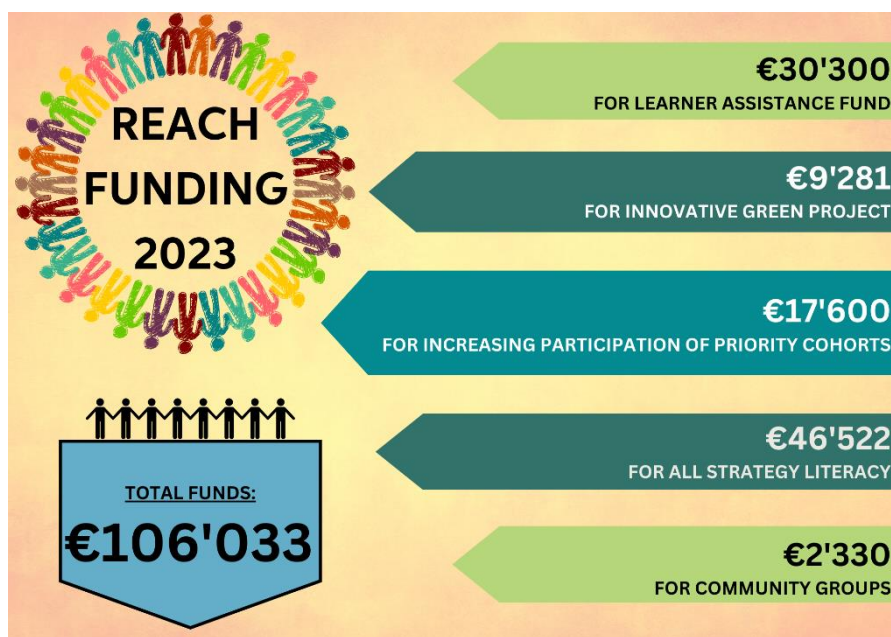 REACH
FUNDING
2023
€30'300
FOR LEARNER ASSISTANCE FUND
€9'281
FOR INNOVATIVE GREEN PROJECT
€17'600
FOR INCREASING PARTICIPATION OF PRIORITY COHORTS
€46'522
FOR ALL STRATEGY LITERACY
€2'330
FOR COMMUNITY GROUPS
TOTAL FUNDS:
€106'033